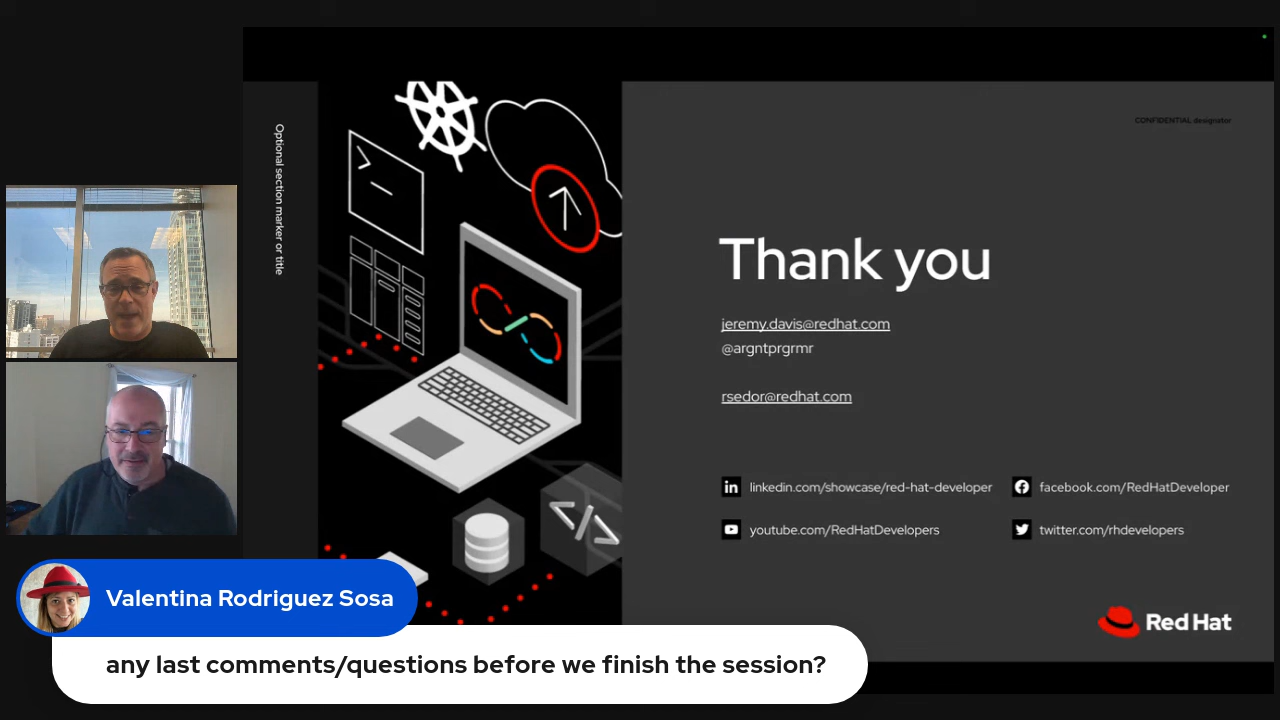 Optional section marker or title
CONFIDENTIAL designator
>_
Thank you
jeremy.davis@redhat.com
@argntprgrmr
rsedor@redhat.com
in linkedin.com/showcase/red-hat-developer
facebook.com/RedHatDeveloper
youtube.com/RedHatDevelopers
twitter.com/rhdevelopers
</>
Red Hat
Valentina Rodriguez Sosa
any last comments/questions before we finish the session?